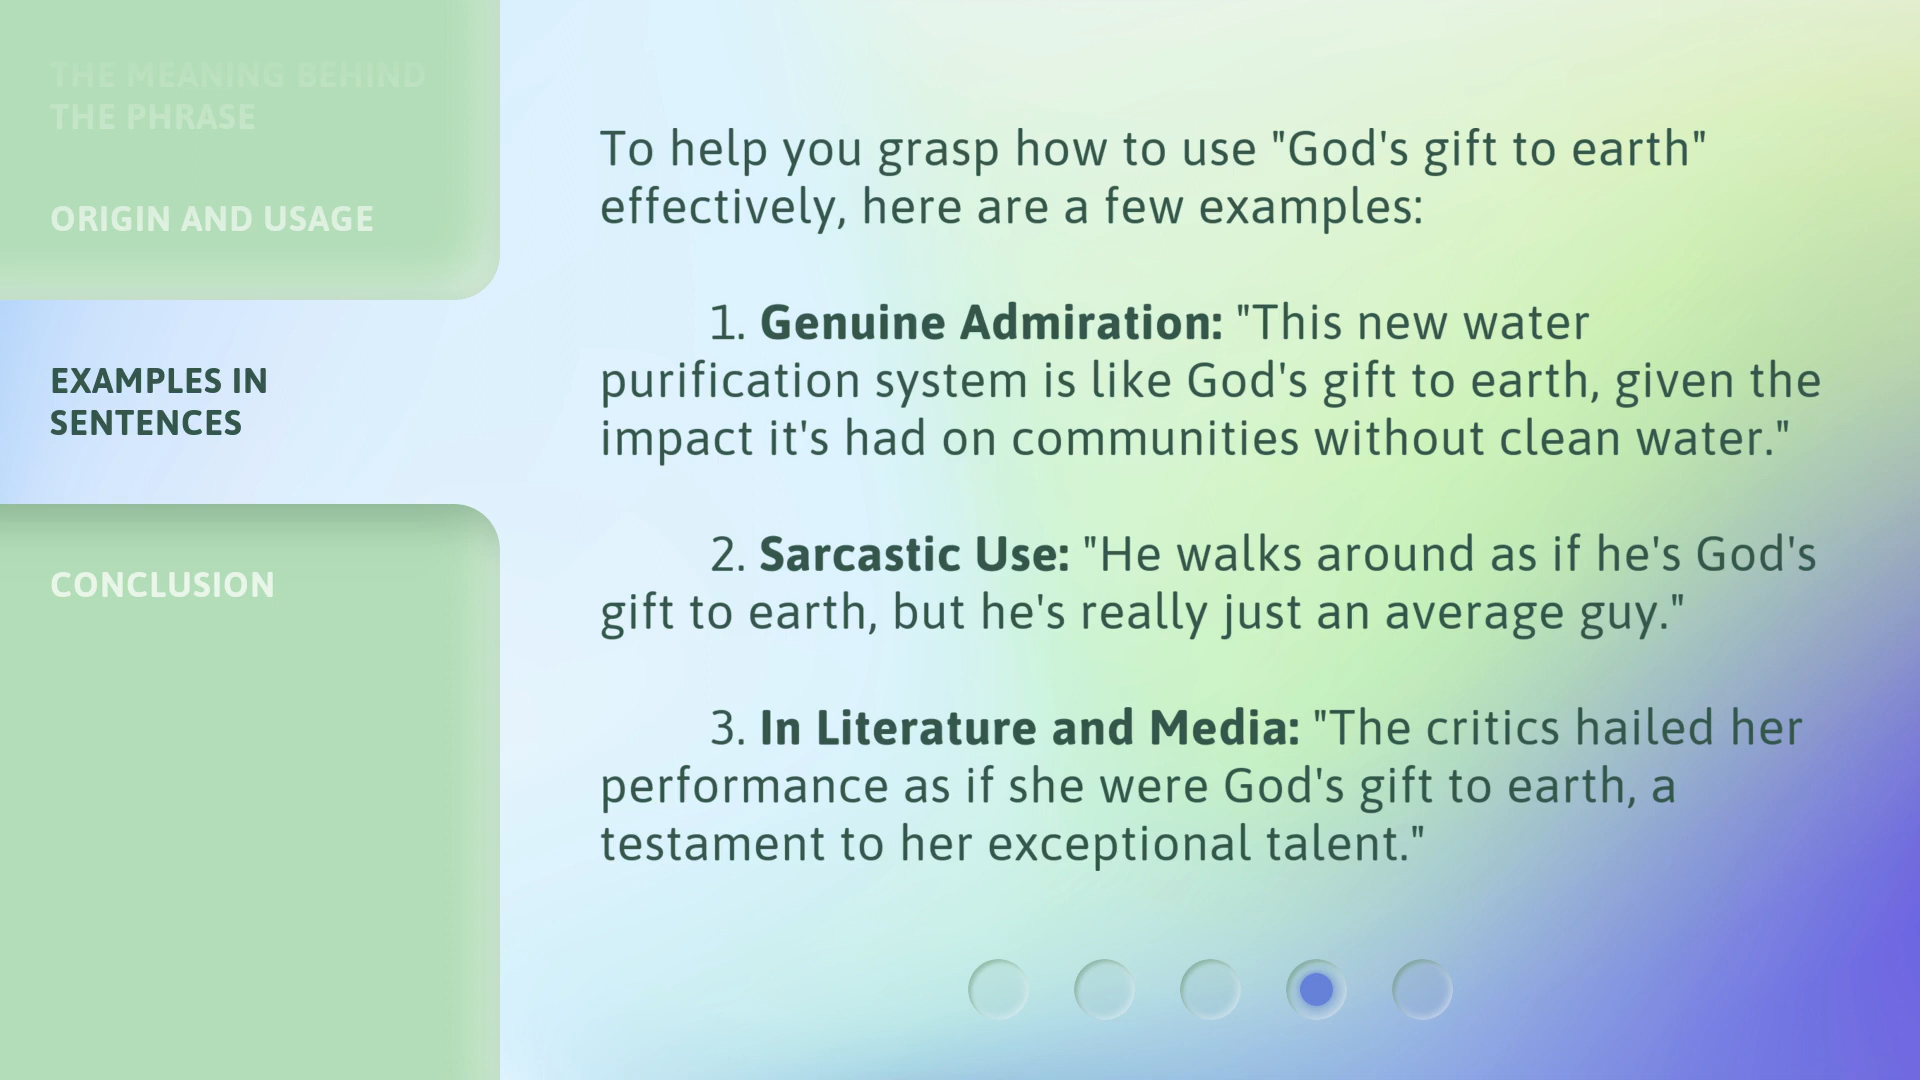 THE MEANING BEHIND
THE PHRASE
ORIGIN AND USAGE
EXAMPLES IN
SENTENCES
CONCLUSION
To help you grasp how to use "God's gift to earth"
effectively, here are a few examples:
1. Genuine Admiration: "This new water
purification system is like God's gift to earth, given the
impact it's had on communities without clean water."
2. Sarcastic Use: "He walks around as if he's God's
gift to earth, but he's really just an average guy."
3. In Literature and Media: "The critics hailed her
performance as if she were God's gift to earth, a
testament to her exceptional talent."